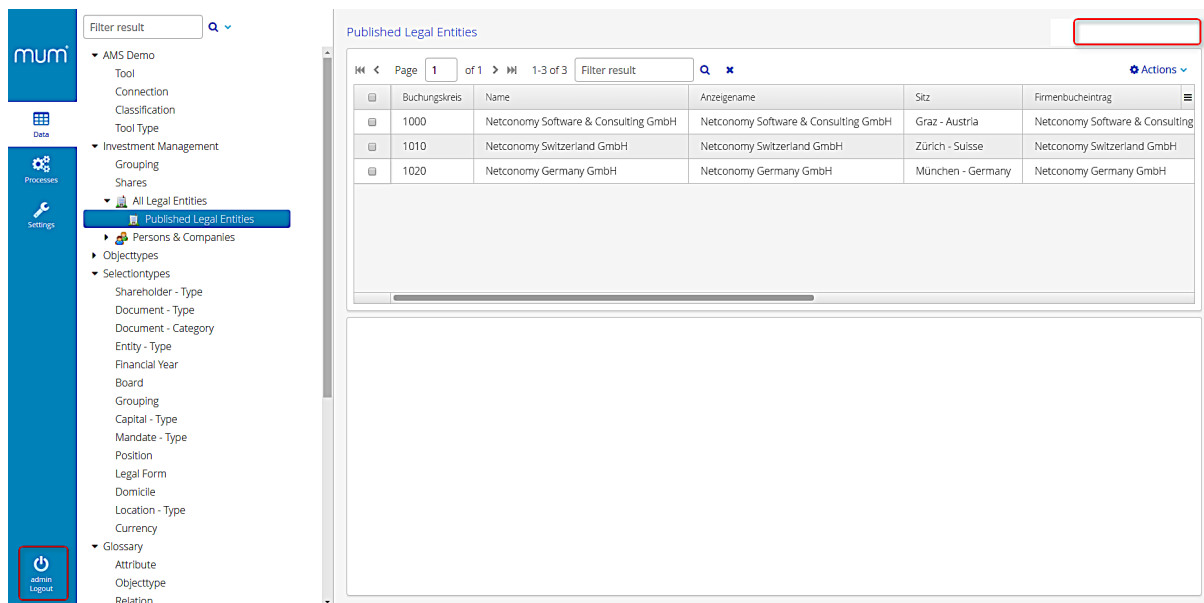 mum
Data
Processes
Settings
admin
Logout
Filter result
AMS Demo
Tool
Connection
Classification
Tool Type
Investment Management
Grouping
Shares
All Legal Entities
Published Legal Entities
Persons & Companies
Objecttypes
Selectiontypes
Shareholder - Type
Document - Type
Document - Category
Entity - Type
Financial Year
Board
Grouping
Capital - Type
Mandate - Type
Position
Legal Form
Domicile
Location - Type
Currency
Glossary
Attribute
Objecttype
Relation
Published Legal Entities
Page 1 of 1 1-3 of 3 Filter result Actions
Buchungskreis Name Anzeigename Sitz Firmenbucheintrag
1000 Netconomy Software & Consulting GmbH Netconomy Software & Consulting GmbH Graz - Austria Netconomy Software & Consulting
1010 Netconomy Switzerland GmbH Netconomy Switzerland GmbH Zürich - Suisse Netconomy Switzerland GmbH
1020 Netconomy Germany GmbH Netconomy Germany GmbH München - Germany Netconomy Germany GmbH